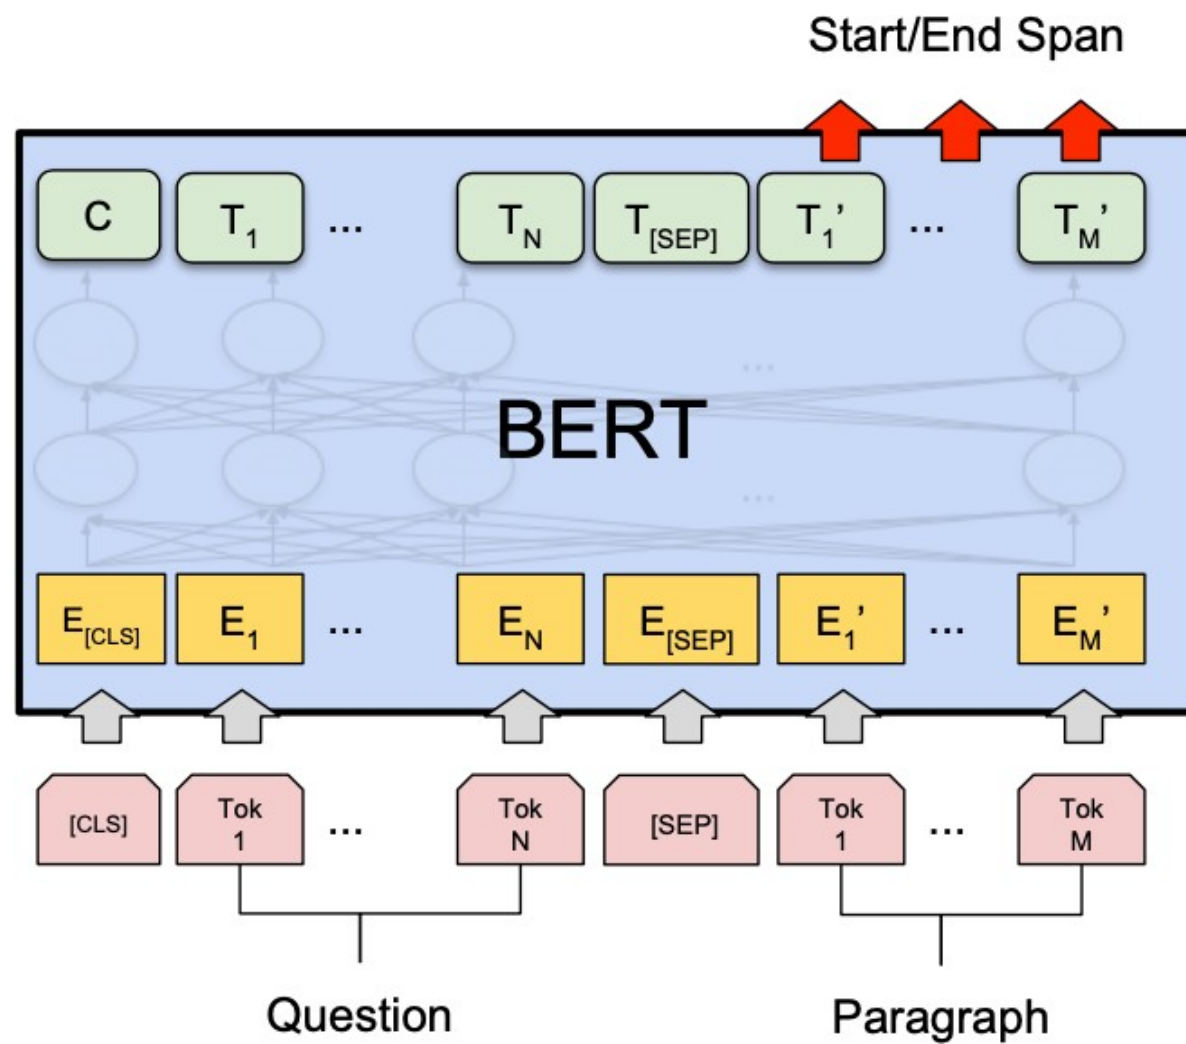 Start/End Span
C T1 ... TN T[SEP] T1’ ... TM’
...
BERT
...
E[CLS] E1 ... EN E[SEP] E1’ ... EM’
[CLS] Tok 1 ... Tok N [SEP] Tok 1 ... Tok M
Question Paragraph